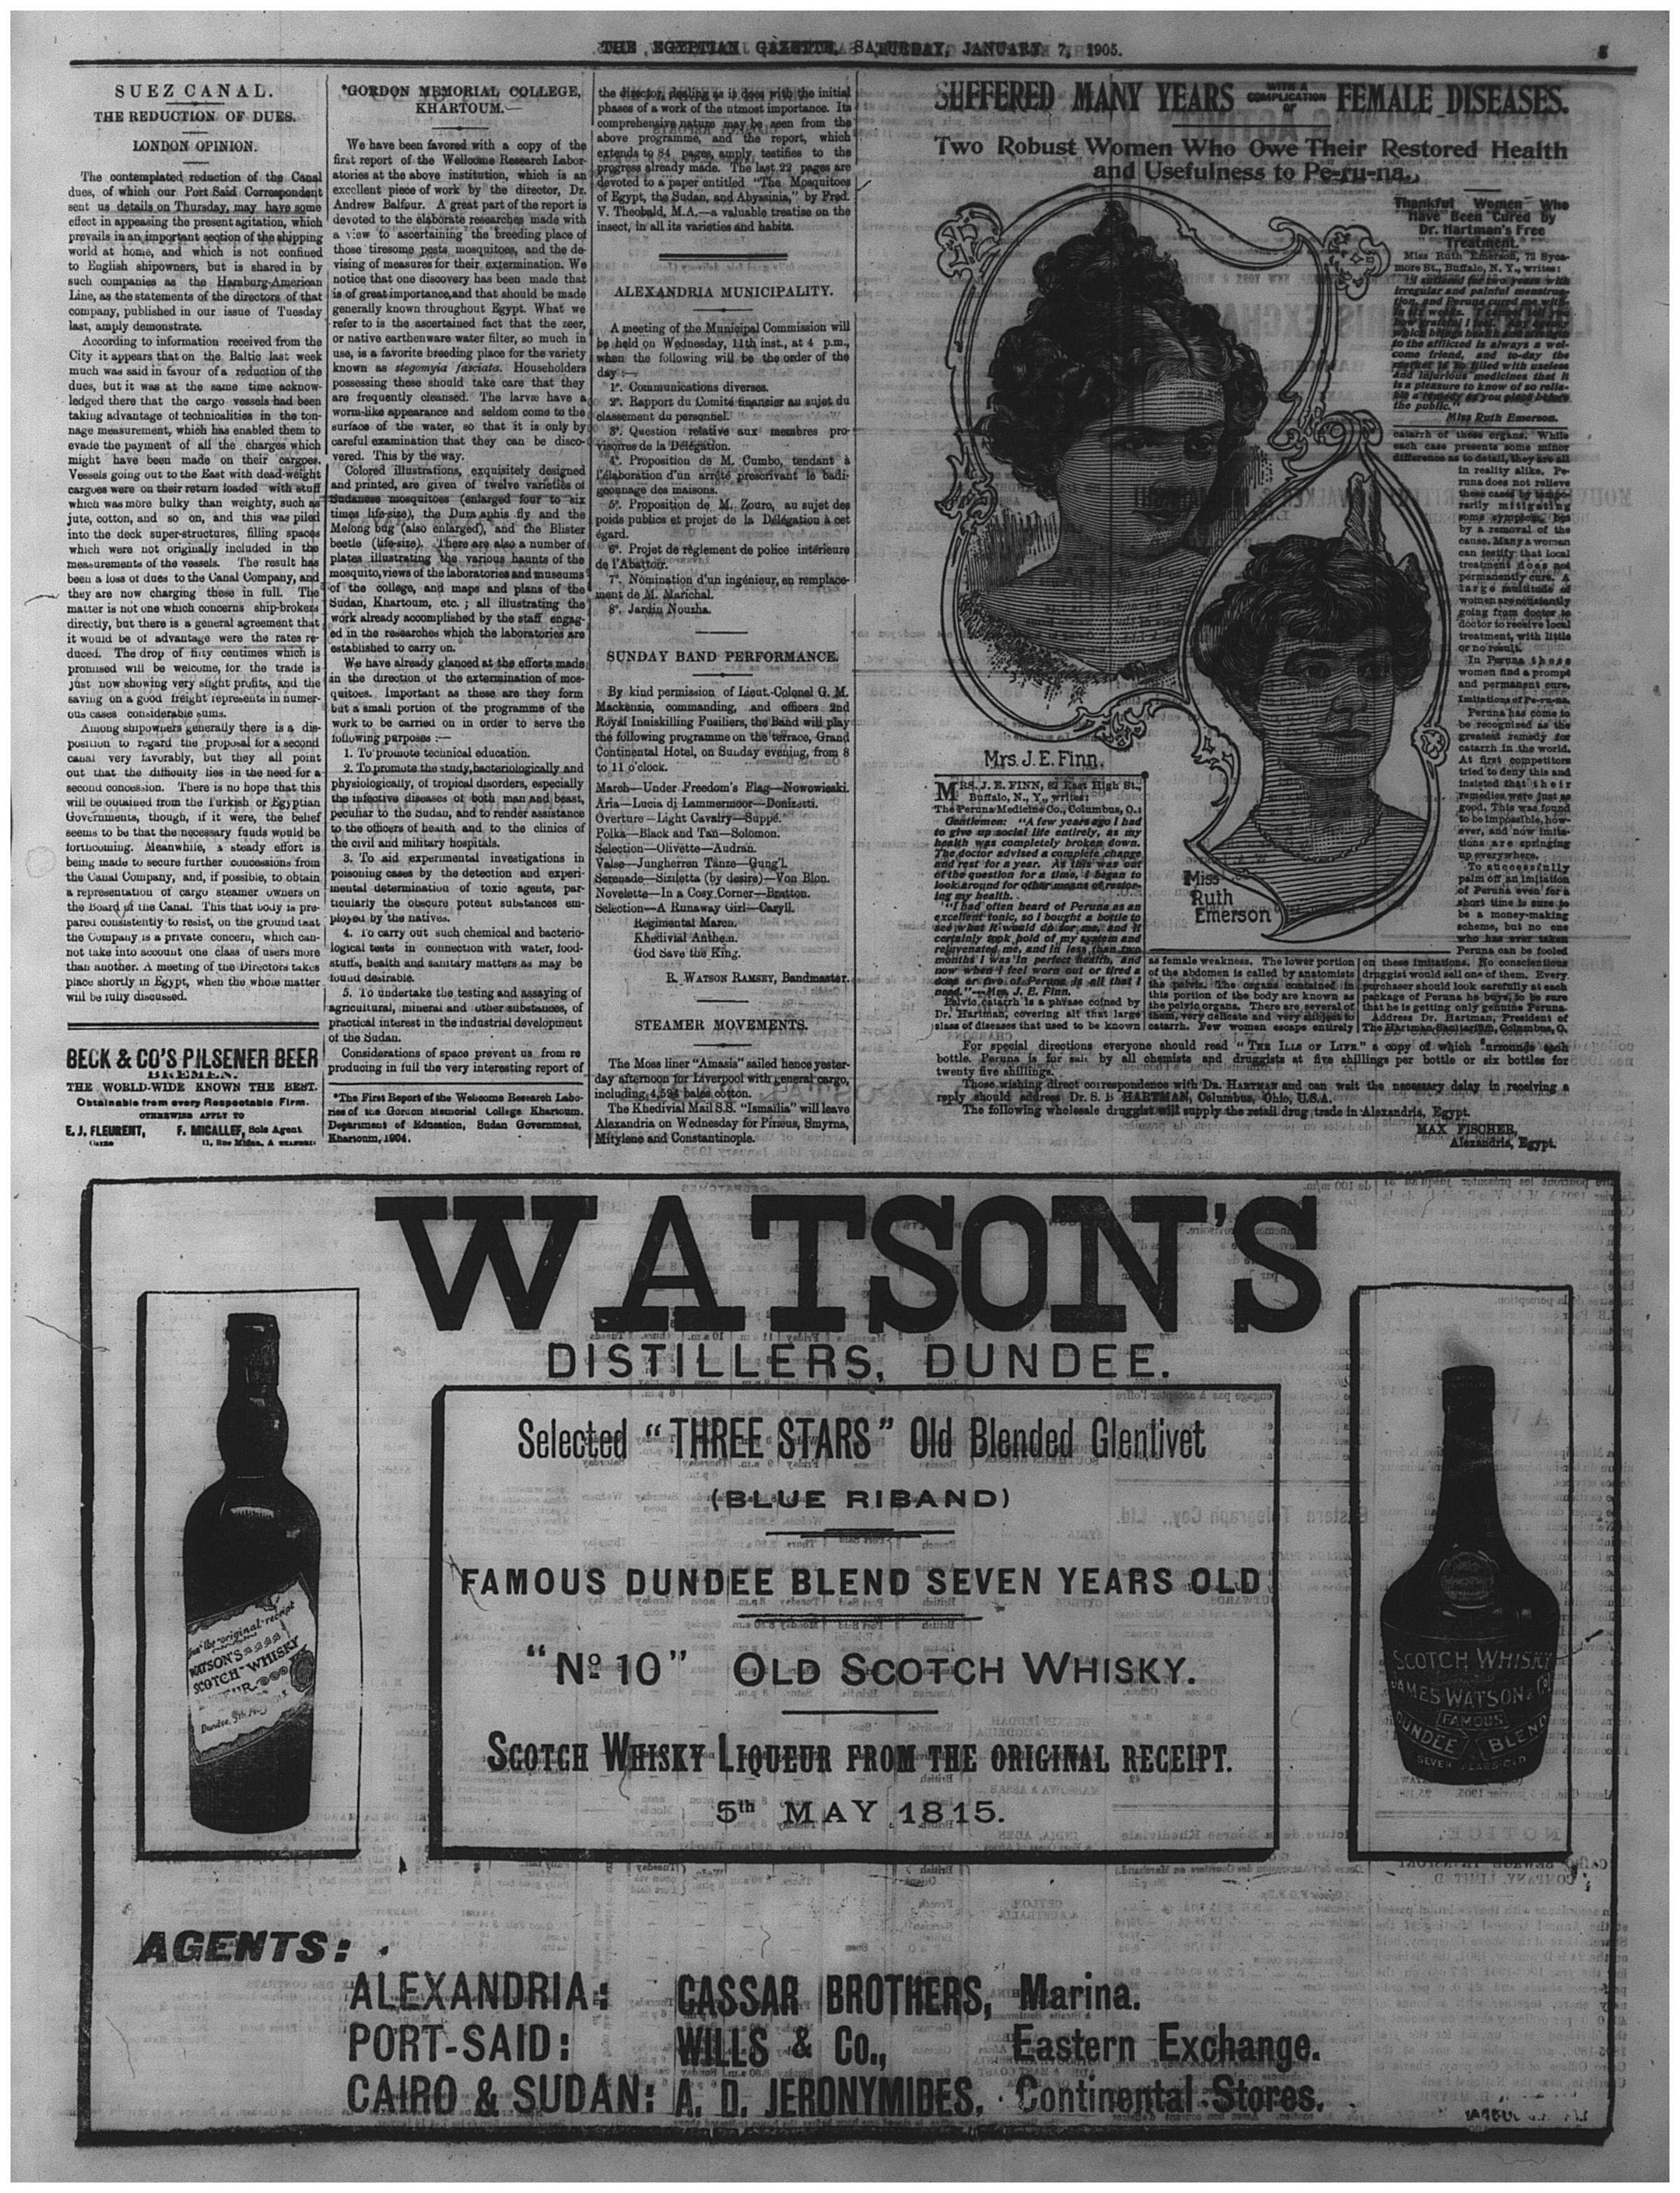 THE EGYPTIAN GAZETTE, SATURDAY, JANUARY 7, 1905.
SUEZ CANAL.
THE REDUCTION OF DUES.
LONDON OPINION.
The contemplated reduction of the Canal
dues, of which our Port Said Correspondent
sent us details on Thursday, may have some
effect in appeasing the present agitation, which
prevails in an important section of the shipping
world at home, and which is not confined
to English shipowners, but is shared in by
such companies as the Hamburg-American
Line, as the statements of the directors of that
company, published in our issue of Tuesday
last, amply demonstrate.
According to information received from the
City it appears that on the Baltic last week
much was said in favour of a reduction of the
dues, but it was at the same time acknow-
ledged there that the cargo vessels had been
taking advantage of technicalities in the ton-
nage measurement, which has enabled them to
evade the payment of all the charges which
might have been made on their cargoes.
Vessels going out to the East with dead-weight
cargoes were on their return loaded with stuff
which was more bulky than weighty, such as
jute, cotton, and so on, and this was piled
into the deck super-structures, filling spaces
which were not originally included in the
measurements of the vessels. The result has
been a loss of dues to the Canal Company, and
they are now charging these in full. The
matter is not one which concerns ship-brokers
directly, but there is a general agreement that
it would be of advantage were the rates re-
duced. The drop of fifty centimes which is
promised will be welcome, for the trade is
just now showing very slight profits, and the
saving on a good freight represents in numer-
ous cases considerable sums.
Among shipowners generally there is a dis-
position to regard the proposal for a second
canal very favorably, but they all point
out that the difficulty lies in the need for a
second concession. There is no hope that this
will be obtained from the Turkish or Egyptian
Governments, though, if it were, the belief
seems to be that the necessary funds would be
forthcoming. Meanwhile, a steady effort is
being made to secure further concessions from
the Canal Company, and, if possible, to obtain
a representation of cargo steamer owners on
the Board of the Canal. This that body is pre-
pared consistently to resist, on the ground that
the Company is a private concern, which can-
not take into account one class of users more
than another. A meeting of the Directors takes
place shortly in Egypt, when the whole matter
will be fully discussed.
BECK & CO'S PILSENER BEER
BREMEN.
THE WORLD-WIDE KNOWN THE BEST.
Obtainable from every Respectable Firm.
OTHERWISE APPLY TO
E. J. FLEURENT, F. MICALLEF, Sole Agent
CAIRO
*GORDON MEMORIAL COLLEGE,
KHARTOUM.—
We have been favored with a copy of the
first report of the Wellcome Research Labor-
atories at the above institution, which is an
excellent piece of work by the director, Dr.
Andrew Balfour. A great part of the report is
devoted to the elaborate researches made with
a view to ascertaining the breeding place of
those tiresome pests, mosquitoes, and the de-
vising of measures for their extermination. We
notice that one discovery has been made that
is of great importance, and that should be made
generally known throughout Egypt. What we
refer to is the ascertained fact that the zeer,
or native earthenware water filter, so much in
use, is a favorite breeding place for the variety
known as stegomyia fasciata. Householders
possessing these should take care that they
are frequently cleansed. The larvæ have a
worm-like appearance and seldom come to the
surface of the water, so that it is only by
careful examination that they can be disco-
vered. This by the way.
Colored illustrations, exquisitely designed
and printed, are given of twelve varieties of
Sudanese mosquitoes (enlarged four to six
times life-size), the Dura aphis fly and the
Melong bug (also enlarged), and the Blister
beetle (life-size). There are also a number of
plates illustrating the various haunts of the
mosquito, views of the laboratories and museums
of the college, and maps and plans of the
Sudan, Khartoum, etc.; all illustrating the
work already accomplished by the staff engag-
ed in the researches which the laboratories are
established to carry on.
We have already glanced at the efforts made
in the direction of the extermination of mos-
quitoes. Important as these are they form
but a small portion of the programme of the
work to be carried on in order to serve the
following purposes :—
1. To promote technical education.
2. To promote the study, bacteriologically and
physiologically, of tropical disorders, especially
the infective diseases of both man and beast,
peculiar to the Sudan, and to render assistance
to the officers of health and to the clinics of
the civil and military hospitals.
3. To aid experimental investigations in
poisoning cases by the detection and experi-
mental determination of toxic agents, par-
ticularly the obscure potent substances em-
ployed by the natives.
4. To carry out such chemical and bacterio-
logical tests in connection with water, food-
stuffs, health and sanitary matters as may be
found desirable.
5. To undertake the testing and assaying of
agricultural, mineral and other substances, of
practical interest in the industrial development
of the Sudan.
Considerations of space prevent us from re
producing in full the very interesting report of
*The First Report of the Welcome Research Labo-
ries of the Gordon Memorial College Khartoum.
Department of Education, Sudan Government,
Khartoum, 1904.
the director, dealing as it does with the initial
phases of a work of the utmost importance. Its
comprehensive nature may be seen from the
above programme, and the report, which
extends to 84 pages, amply testifies to the
progress already made. The last 22 pages are
devoted to a paper entitled "The Mosquitoes
of Egypt, the Sudan, and Abyssinia," by Fred.
V. Theobald, M.A.—a valuable treatise on the
insect, in all its varieties and habits.
ALEXANDRIA MUNICIPALITY.
A meeting of the Municipal Commission will
be held on Wednesday, 11th inst., at 4 p.m.,
when the following will be the order of the
day :—
1°. Communications diverses.
2°. Rapport du Comité financier au sujet du
classement du personnel.
3°. Question relative aux membres pro-
visoires de la Délégation.
4°. Proposition de M. Cumbo, tendant à
l'élaboration d'un arrêté prescrivant le badi-
geonnage des maisons.
5°. Proposition de M. Zouro, au sujet des
poids publics et projet de la Délégation à cet
égard.
6°. Projet de règlement de police intérieure
de l'Abattoir.
7°. Nomination d'un ingénieur, en remplace-
ment de M. Marichal.
8°. Jardin Nouzha.
SUNDAY BAND PERFORMANCE.
By kind permission of Lieut.-Colonel G. M.
Mackenzie, commanding, and officers 2nd
Royal Inniskilling Fusiliers, the Band will play
the following programme on the terrace, Grand
Continental Hotel, on Sunday evening, from 8
to 11 o'clock.
March—Under Freedom's Flag—Nowowieski.
Aria—Lucia di Lammermoor—Donizetti.
Overture—Light Cavalry—Suppé.
Polka—Black and Tan—Solomon.
Selection—Olivette—Audran.
Valse—Jungherren Tänze—Gung'l.
Serenade—Siziletta (by desire)—Von Blon.
Novelette—In a Cosy Corner—Bratton.
Selection—A Runaway Girl—Caryll.
Regimental March.
Khedivial Anthem.
God Save the King.
R. WATSON RAMSEY, Bandmaster.
STEAMER MOVEMENTS.
The Moss liner "Amasis" sailed hence yester-
day afternoon for Liverpool with general cargo,
including 4,594 bales cotton.
The Khedivial Mail S.S. "Ismailia" will leave
Alexandria on Wednesday for Piræus, Smyrna,
Mitylene and Constantinople.
SUFFERED MANY YEARS WITH A COMPLICATION OF FEMALE DISEASES.
Two Robust Women Who Owe Their Restored Health
and Usefulness to Pe-ru-na.
Mrs. J. E. Finn.
Miss
Ruth
Emerson
MRS. J. E. FINN, 82 East High St.,
Buffalo, N. Y., writes:
The Peruna Medicine Co., Columbus, O.:
Gentlemen: "A few years ago I had
to give up social life entirely, as my
health was completely broken down.
The doctor advised a complete change
and rest for a year. As this was out
of the question for a time, I began to
look around for other means of restor-
ing my health.
"I had often heard of Peruna as an
excellent tonic, so I bought a bottle to
see what it would do for me, and it
certainly took hold of my system and
rejuvenated me, and in less than two
months I was in perfect health, and
now when I feel worn out or tired a
dose or two of Peruna is all that I
need."—Mrs. J. E. Finn.
Pelvic catarrh is a phrase coined by
Dr. Hartman, covering all that large
class of diseases that used to be known
as female weakness. The lower portion
of the abdomen is called by anatomists
the pelvis. The organs contained in
this portion of the body are known as
the pelvic organs. There are several of
them, very delicate and very subject to
catarrh. Few women escape entirely
Thankful Women Who
Have Been Cured by
Dr. Hartman's Free
Treatment.
Miss Ruth Emerson, 72 Syca-
more St., Buffalo, N. Y., writes:
"I suffered for two years with
irregular and painful menstrua-
tion, and Peruna cured me with-
in six weeks. I cannot tell you
how grateful I feel. Any agency
which brings health and strength
to the afflicted is always a wel-
come friend, and to-day the
market is so filled with useless
and injurious medicines that it
is a pleasure to know of so relia-
ble a remedy as you place before
the public."
Miss Ruth Emerson.
catarrh of these organs. While
each case presents some minor
difference as to detail, they are all
in reality alike. Pe-
runa does not relieve
these cases by tempo-
rarily mitigating
some symptom, but
by a removal of the
cause. Many a woman
can testify that local
treatment does not
permanently cure. A
large multitude of
women are constantly
going from doctor to
doctor to receive local
treatment, with little
or no result.
In Peruna these
women find a prompt
and permanent cure.
Imitations of Pe-ru-na.
Peruna has come to
be recognised as the
greatest remedy for
catarrh in the world.
At first competitors
tried to deny this and
insisted that their
remedies were just as
good. This was found
to be impossible, how-
ever, and now imita-
tions are springing
up everywhere.
To successfully
palm off an imitation
of Peruna even for a
short time is sure to
be a money-making
scheme, but no one
who has ever taken
Peruna can be fooled
on these imitations. No conscientious
druggist would sell one of them. Every
purchaser should look carefully at each
package of Peruna he buys, to be sure
that he is getting only genuine Peruna.
Address Dr. Hartman, President of
The Hartman Sanitarium, Columbus, O.
For special directions everyone should read "THE ILLS OF LIFE." a copy of which surrounds each
bottle. Peruna is for sale by all chemists and druggists at five shillings per bottle or six bottles for
twenty five shillings.
Those wishing direct correspondence with DR. HARTMAN and can wait the necessary delay in receiving a
reply should address Dr. S. B HARTMAN, Columbus, Ohio, U.S.A.
The following wholesale druggist will supply the retail drug trade in Alexandria, Egypt.
MAX FISCHER,
Alexandria, Egypt.
WATSON'S
DISTILLERS, DUNDEE.
Selected "THREE STARS" Old Blended Glenlivet
(BLUE RIBAND)
FAMOUS DUNDEE BLEND SEVEN YEARS OLD
"No 10" OLD SCOTCH WHISKY.
SCOTCH WHISKY LIQUEUR FROM THE ORIGINAL RECEIPT.
5th MAY 1815.
from the original receipt
WATSON'S
SCOTCH WHISKY
Dundee, 5th May
SCOTCH WHISKY
JAMES WATSON & Co
FAMOUS
DUNDEE BLEND
SEVEN YEARS OLD
AGENTS:
ALEXANDRIA: CASSAR BROTHERS, Marina.
PORT-SAID: WILLS & Co., Eastern Exchange.
CAIRO & SUDAN: A. D. JERONYMIDES, Continental Stores.